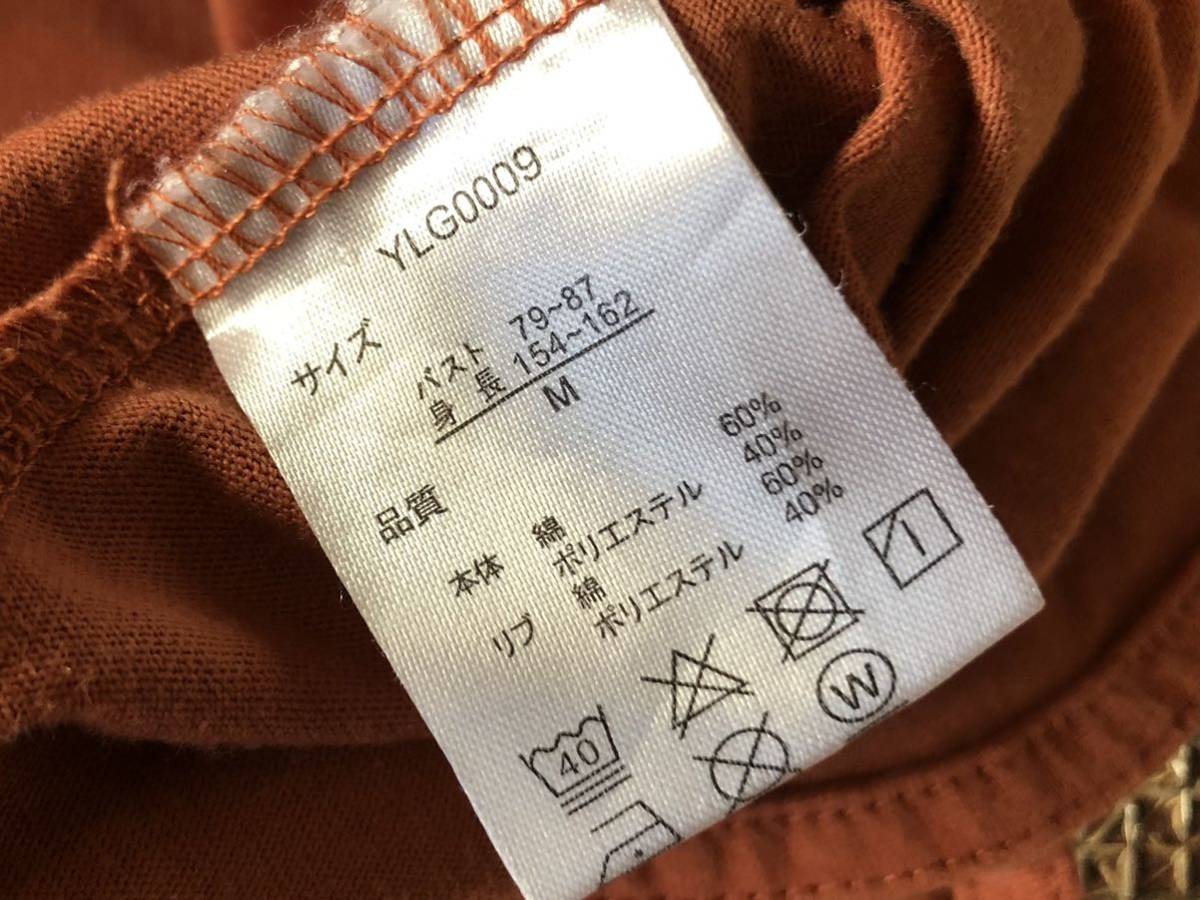 YLG0009
サイズ
バスト 79~87
身長 154~162
M
品質
本体 綿 60%
ポリエステル 40%
リブ 綿 60%
ポリエステル 40%
40
W